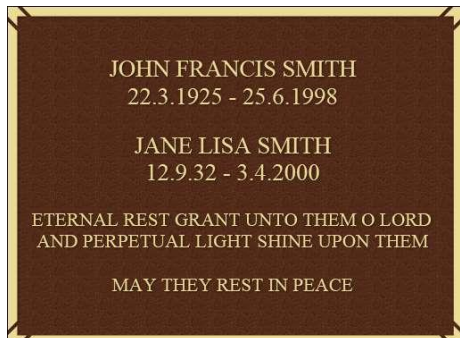 JOHN FRANCIS SMITH
22.3.1925 - 25.6.1998
JANE LISA SMITH
12.9.32 - 3.4.2000
ETERNAL REST GRANT UNTO THEM O LORD
AND PERPETUAL LIGHT SHINE UPON THEM
MAY THEY REST IN PEACE